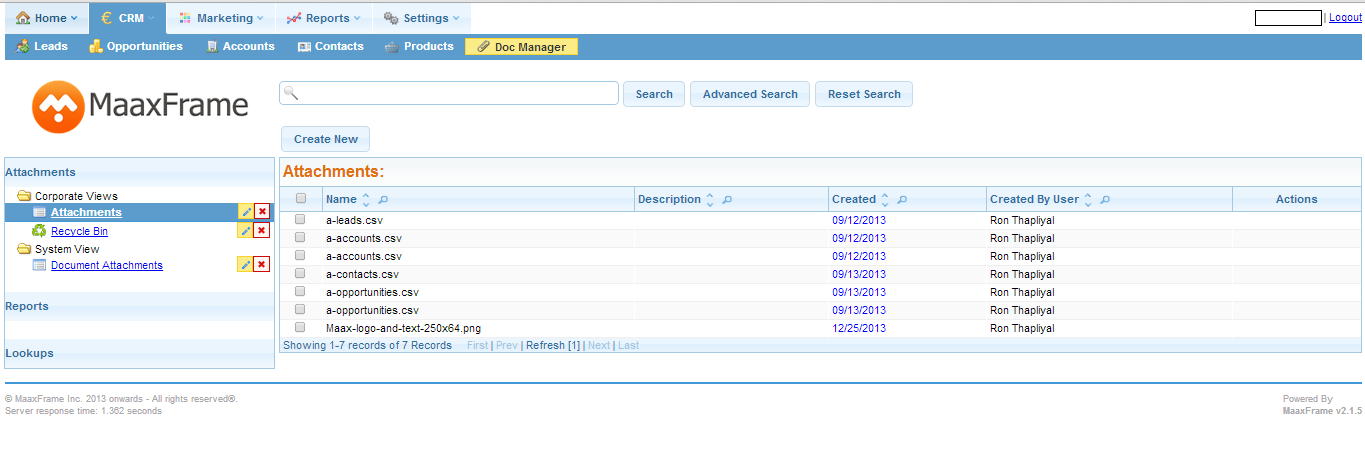 Home CRM Marketing Reports Settings Logout
Leads Opportunities Accounts Contacts Products Doc Manager
MaaxFrame
Search Advanced Search Reset Search
Create New
Attachments
Corporate Views
Attachments
Recycle Bin
System View
Document Attachments
Reports
Lookups
Attachments:
Name Description Created Created By User Actions
a-leads.csv 09/12/2013 Ron Thapliyal
a-accounts.csv 09/12/2013 Ron Thapliyal
a-accounts.csv 09/12/2013 Ron Thapliyal
a-contacts.csv 09/13/2013 Ron Thapliyal
a-opportunities.csv 09/13/2013 Ron Thapliyal
a-opportunities.csv 09/13/2013 Ron Thapliyal
Maax-logo-and-text-250x64.png 12/25/2013 Ron Thapliyal
Showing 1-7 records of 7 Records First | Prev | Refresh [1] | Next | Last
© MaaxFrame Inc. 2013 onwards - All rights reserved®.
Server response time: 1.362 seconds
Powered By
MaaxFrame v2.1.5